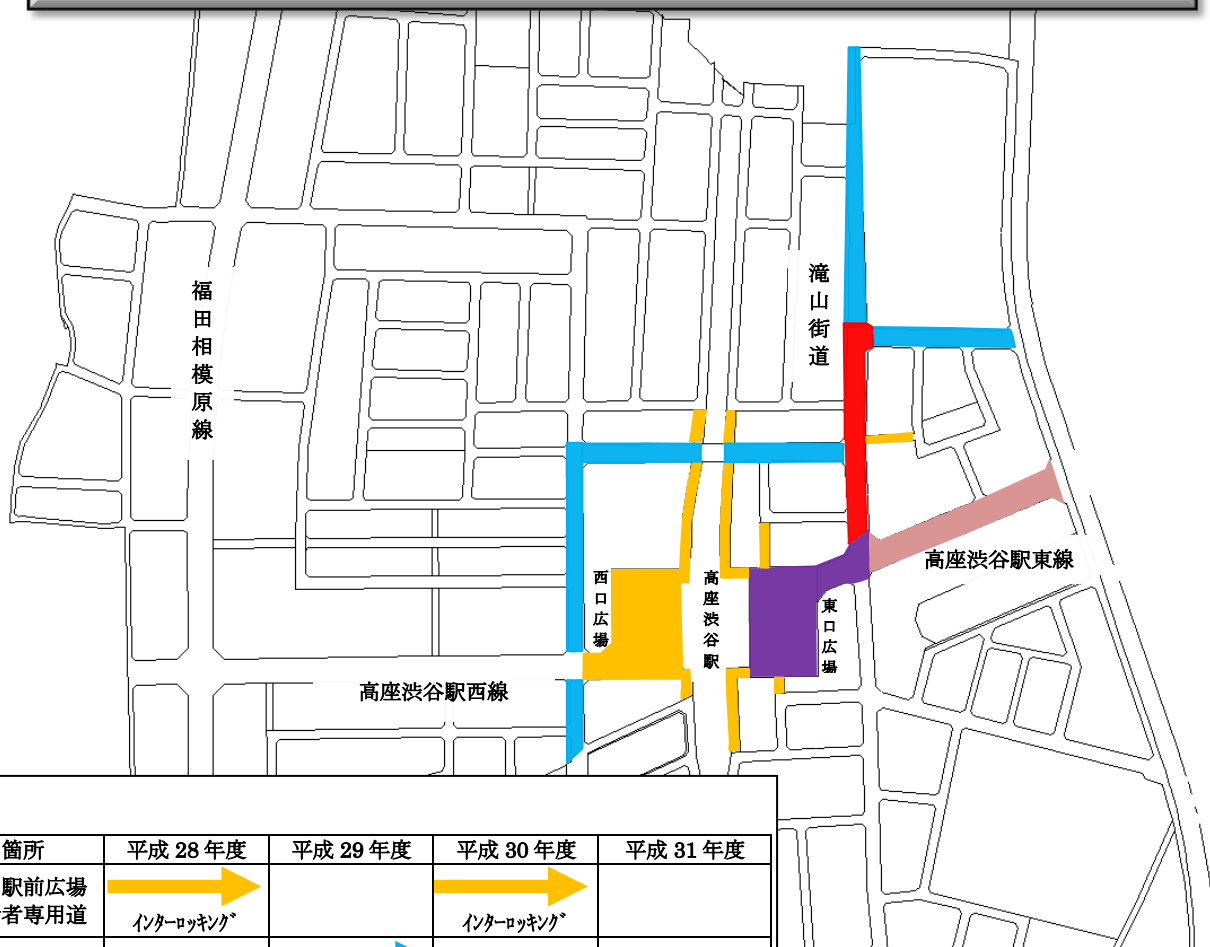 福田相模原線
滝山街道
高座渋谷駅東線
西口広場
高座渋谷駅
東口広場
高座渋谷駅西線
箇所 平成 28 年度 平成 29 年度 平成 30 年度 平成 31 年度
駅前広場
者専用道 インターロッキング インターロッキング